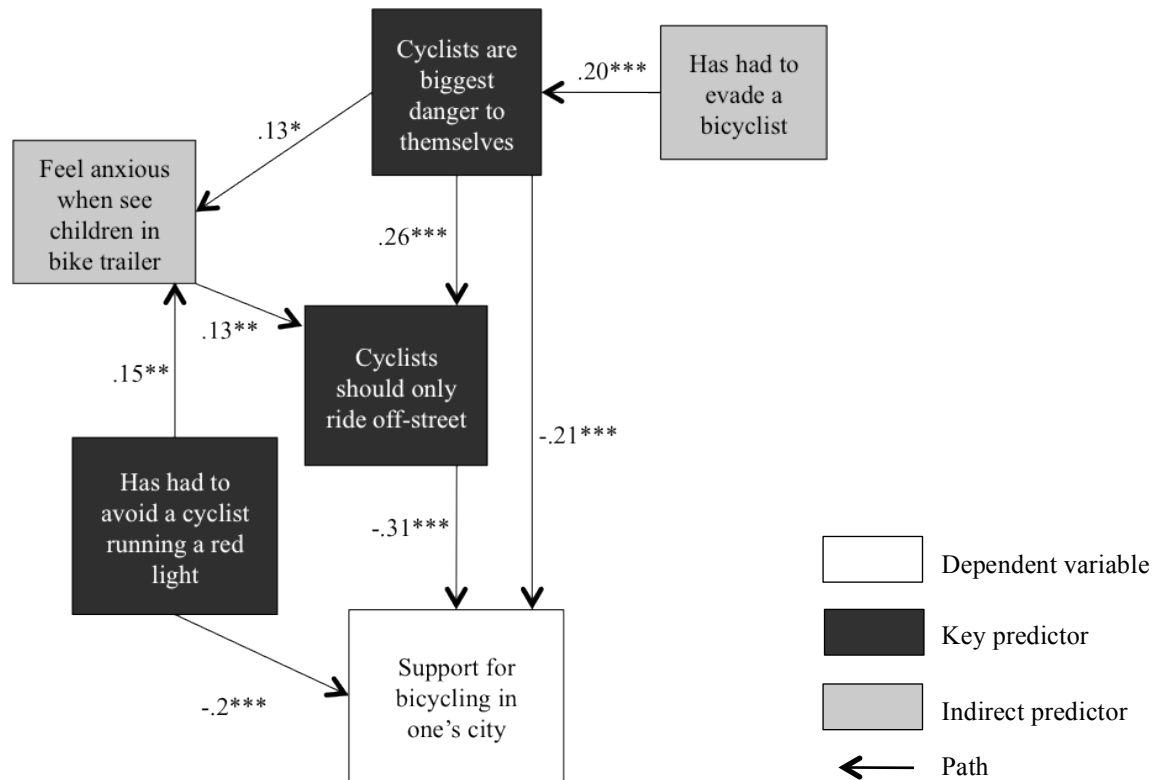 Cyclists are
biggest
danger to
themselves
.20***
Has had to
evade a
bicyclist
.13*
Feel anxious
when see
children in
bike trailer
.26***
.13**
.15**
Cyclists
should only
ride off-street
-.21***
Has had to
avoid a cyclist
running a red
light
-.31***
-.2***
Support for
bicycling in
one's city
Dependent variable
Key predictor
Indirect predictor
Path